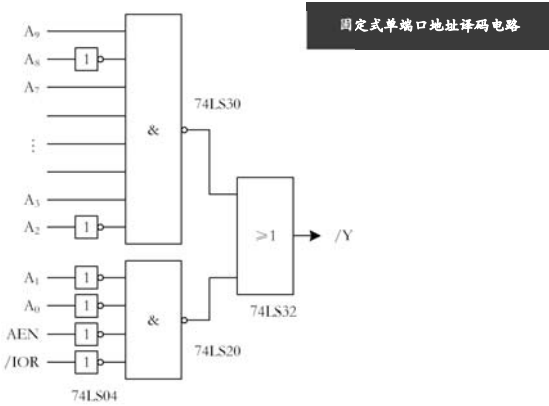 固定式单端口地址译码电路
A₉
A₈ 1
A₇
74LS30
&
⋮
A₃
A₂ 1
≥1 /Y
A₁ 1
A₀ 1
74LS32
&
AEN 1
74LS20
/IOR 1
74LS04